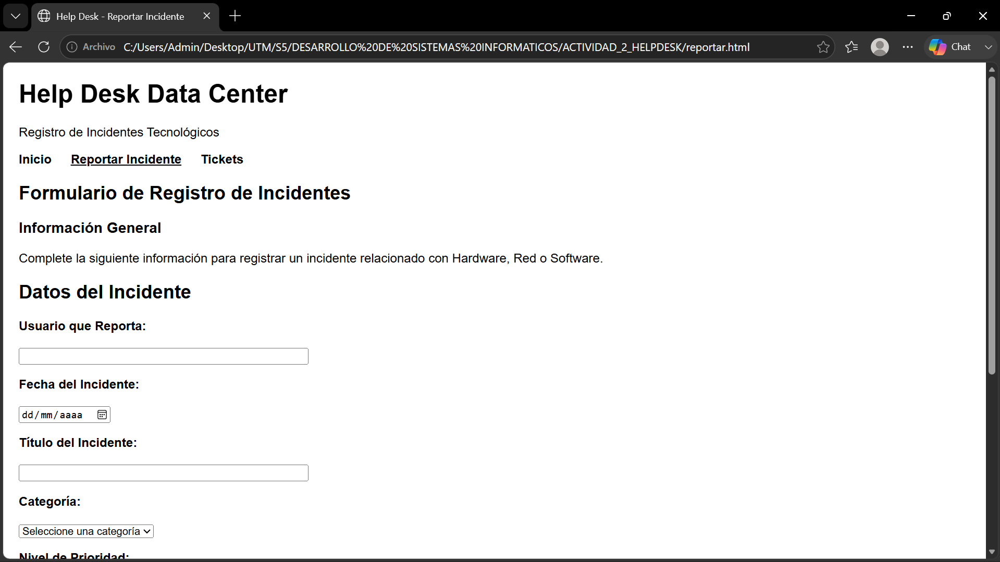 Help Desk - Reportar Incidente
Archivo C:/Users/Admin/Desktop/UTM/S5/DESARROLLO%20DE%20SISTEMAS%20INFORMATICOS/ACTIVIDAD_2_HELPDESK/reportar.html
Chat
Help Desk Data Center
Registro de Incidentes Tecnológicos
Inicio Reportar Incidente Tickets
Formulario de Registro de Incidentes
Información General
Complete la siguiente información para registrar un incidente relacionado con Hardware, Red o Software.
Datos del Incidente
Usuario que Reporta:
Fecha del Incidente:
dd/mm/aaaa
Título del Incidente:
Categoría:
Seleccione una categoría
Nivel de Prioridad: